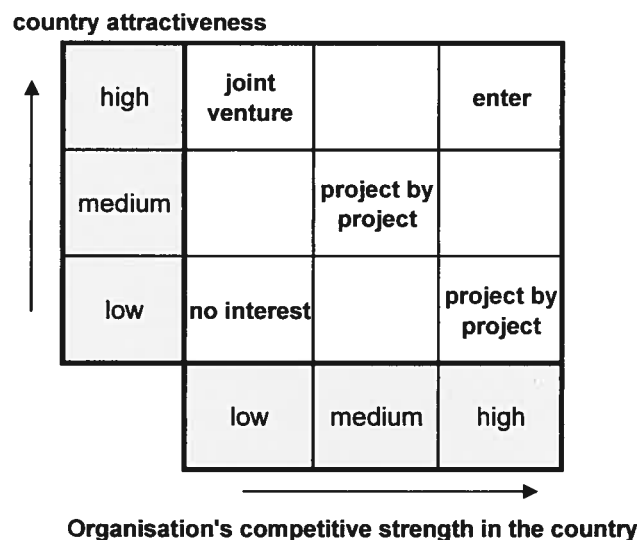 country attractiveness
high
joint
venture
enter
medium
project by
project
low
no interest
project by
project
low
medium
high
Organisation's competitive strength in the country